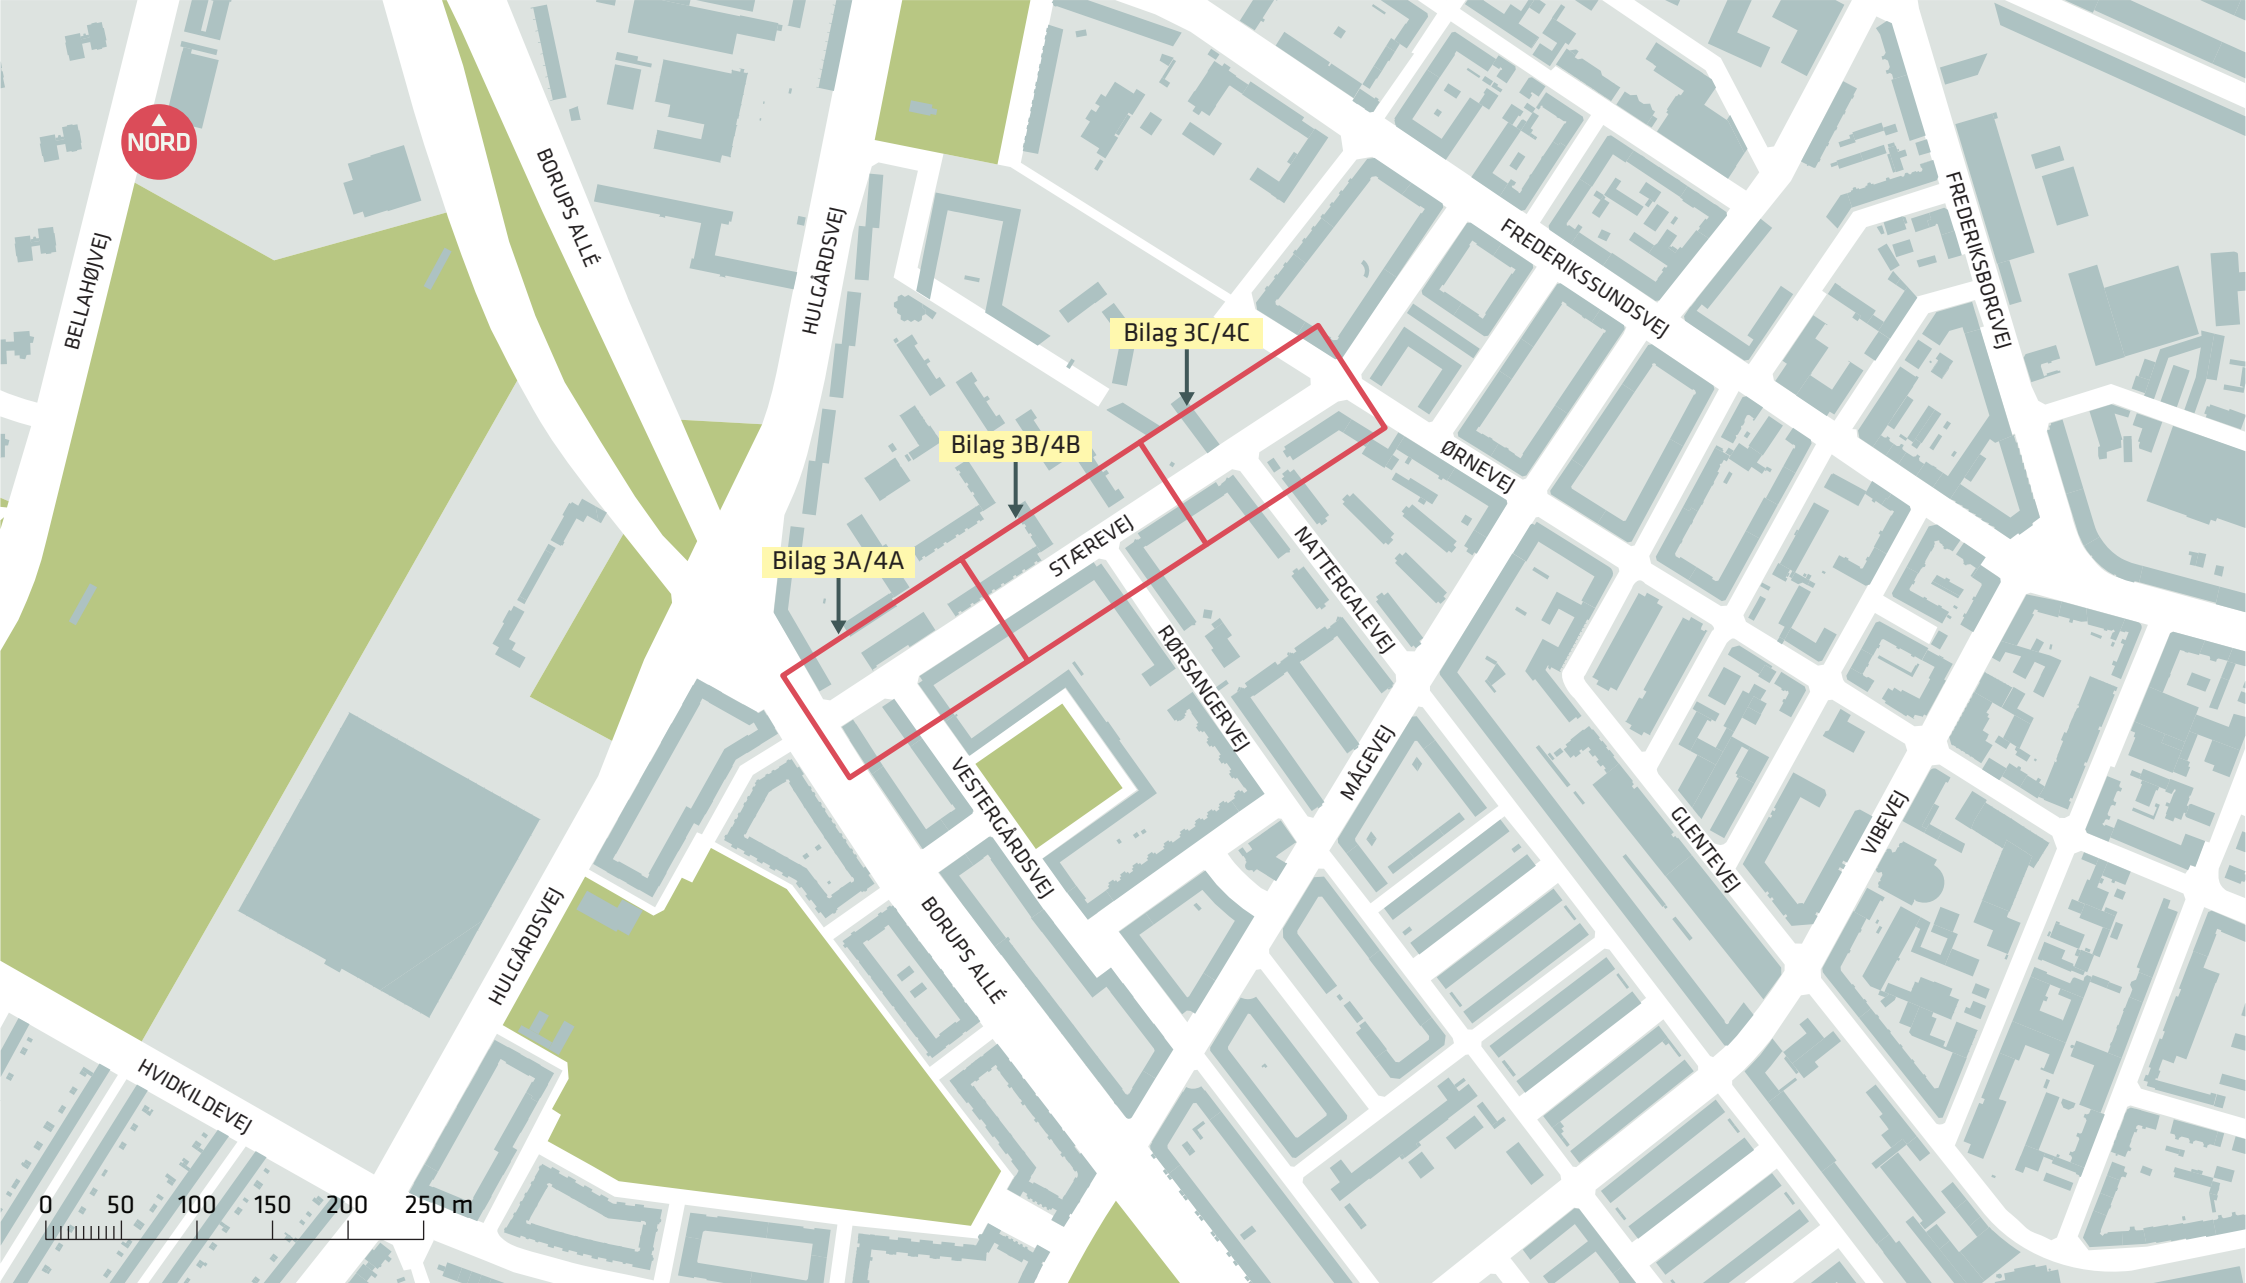 NORD
BORUPS ALLÉ
BELLAHØJVEJ
HULGÅRDSVEJ
FREDERIKSSUNDSVEJ
FREDERIKSBORGVEJ
Bilag 3C/4C
Bilag 3B/4B
Bilag 3A/4A
ØRNEVEJ
STÆREVEJ
NATTERGALEVEJ
RØRSANGERVEJ
MÅGEVEJ
VESTERGÅRDSVEJ
GLENTEVEJ
VIBEVEJ
HULGÅRDSVEJ
BORUPS ALLÉ
HVIDKILDEVEJ
0 50 100 150 200 250 m